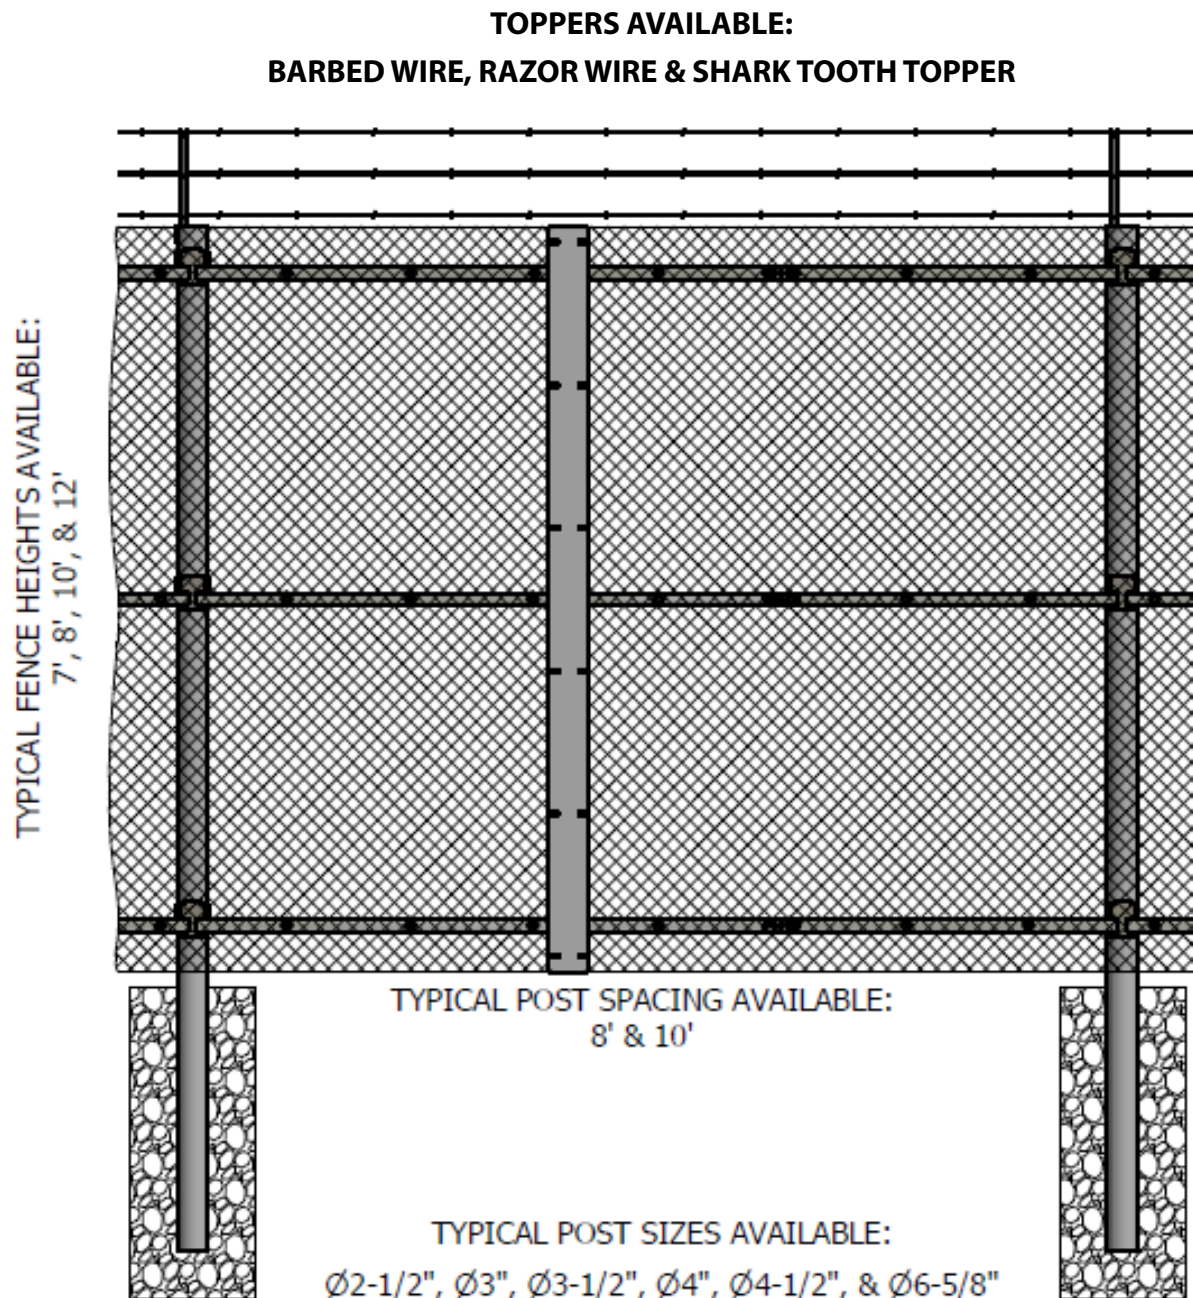 TOPPERS AVAILABLE:
BARBED WIRE, RAZOR WIRE & SHARK TOOTH TOPPER
TYPICAL FENCE HEIGHTS AVAILABLE:
7', 8', 10', & 12'
TYPICAL POST SPACING AVAILABLE:
8' & 10'
TYPICAL POST SIZES AVAILABLE:
Ø2-1/2", Ø3", Ø3-1/2", Ø4", Ø4-1/2", & Ø6-5/8"